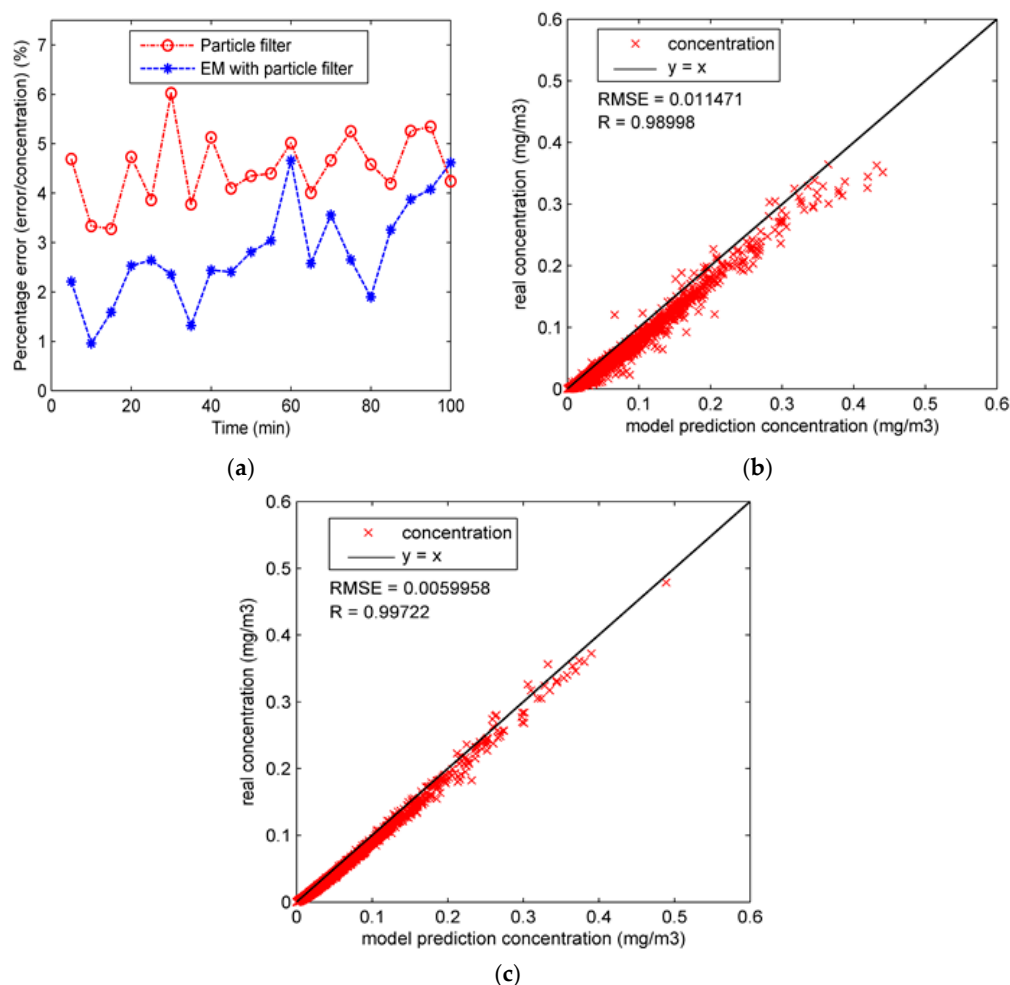 Percentage error (error/concentration) (%)
7
6
5
4
3
2
1
0
Particle filter
EM with particle filter
0 20 40 60 80 100
Time (min)
(a)
real concentration (mg/m3)
0.6
0.5
0.4
0.3
0.2
0.1
0
concentration
y = x
RMSE = 0.011471
R = 0.98998
0 0.1 0.2 0.3 0.4 0.5 0.6
model prediction concentration (mg/m3)
(b)
real concentration (mg/m3)
0.6
0.5
0.4
0.3
0.2
0.1
0
concentration
y = x
RMSE = 0.0059958
R = 0.99722
0 0.1 0.2 0.3 0.4 0.5 0.6
model prediction concentration (mg/m3)
(c)